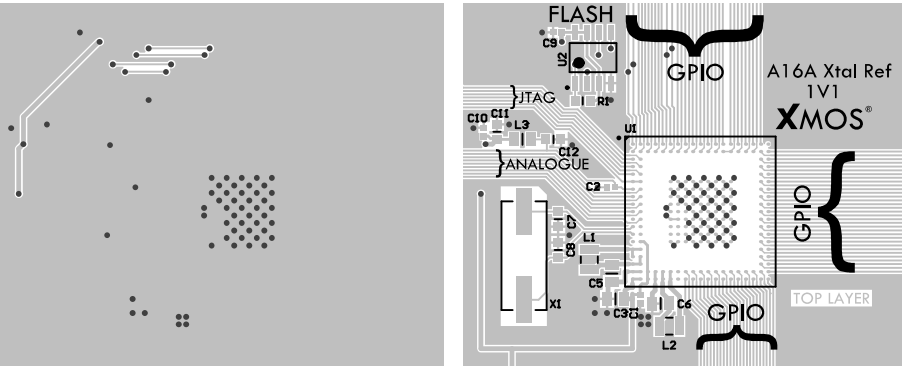 FLASH
C9
U2
GPIO
A16A Xtal Ref
1V1
XMOS®
R1
JTAG
C10
C11
L3
C12
U1
ANALOGUE
C2
GPIO
C7
C8
L1
C5
X1
C3
C1
C6
L2
GPIO
TOP LAYER